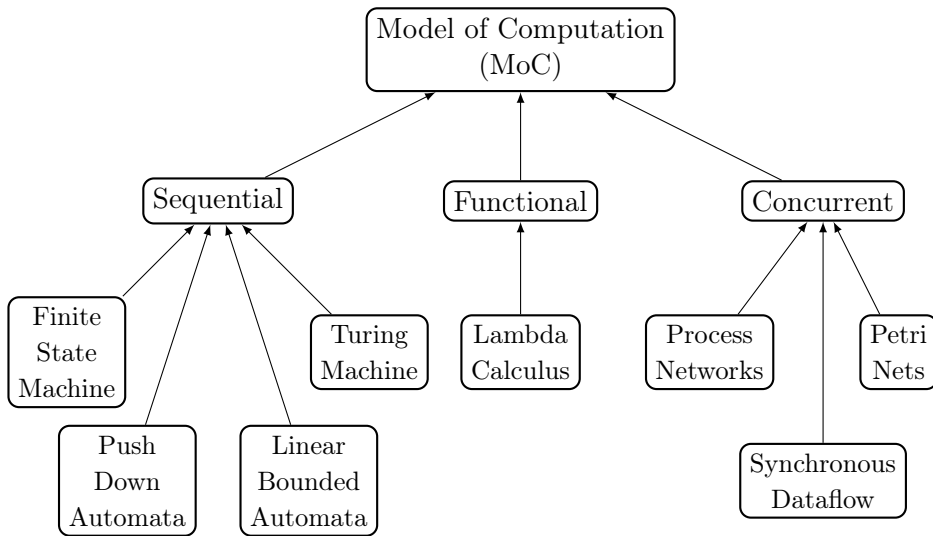 Model of Computation
(MoC)
Sequential
Functional
Concurrent
Finite
State
Machine
Turing
Machine
Lambda
Calculus
Process
Networks
Petri
Nets
Push
Down
Automata
Linear
Bounded
Automata
Synchronous
Dataflow